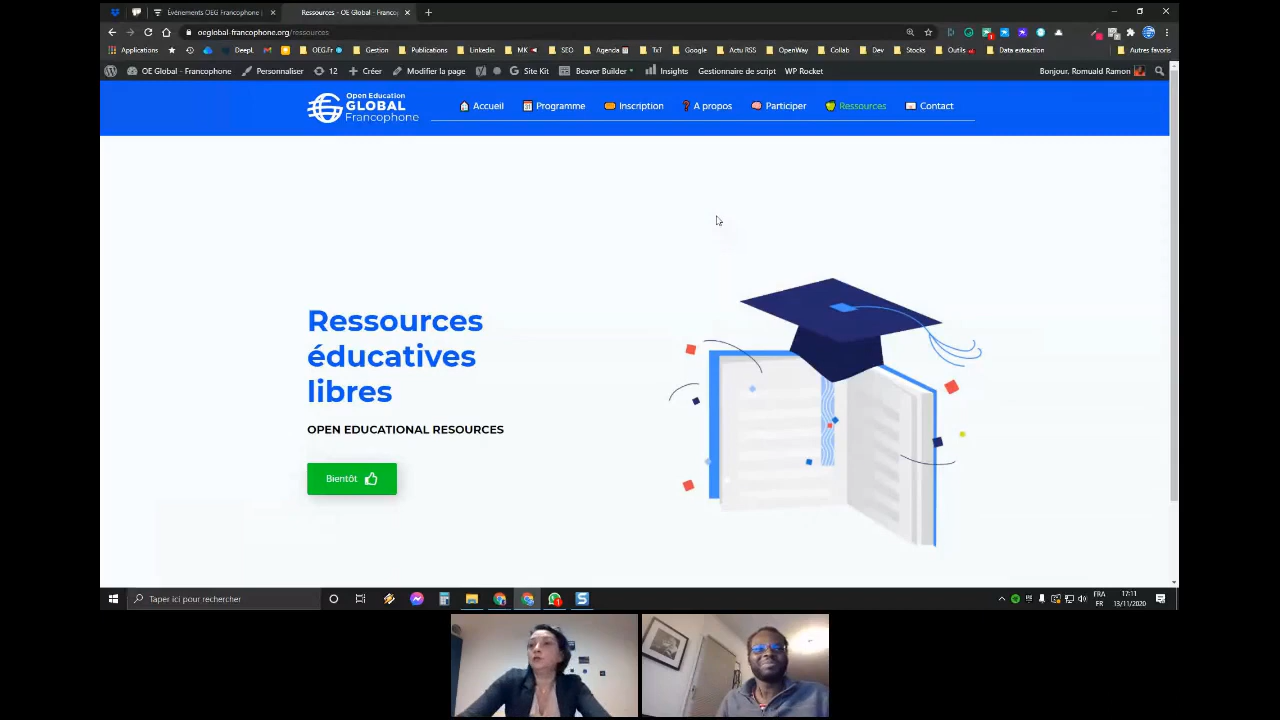 Événements OEG Francophone |
Ressources - OE Global - Franco
oeglobal-francophone.org/ressources
Applications DeepL OEG.Fr Gestion Publications Linkedin MK SEO Agenda TxT Google Actu RSS OpenWay Collab Dev Stocks Outils Data extraction Autres favoris
OE Global - Francophone Personnaliser 12 Créer Modifier la page Site Kit Beaver Builder Insights Gestionnaire de script WP Rocket Bonjour, Romuald Ramon
Open Education
GLOBAL
Francophone
Accueil Programme Inscription A propos Participer Ressources Contact
Ressources
éducatives
libres
OPEN EDUCATIONAL RESOURCES
Bientôt
Taper ici pour rechercher
FRA
FR
17:11
13/11/2020